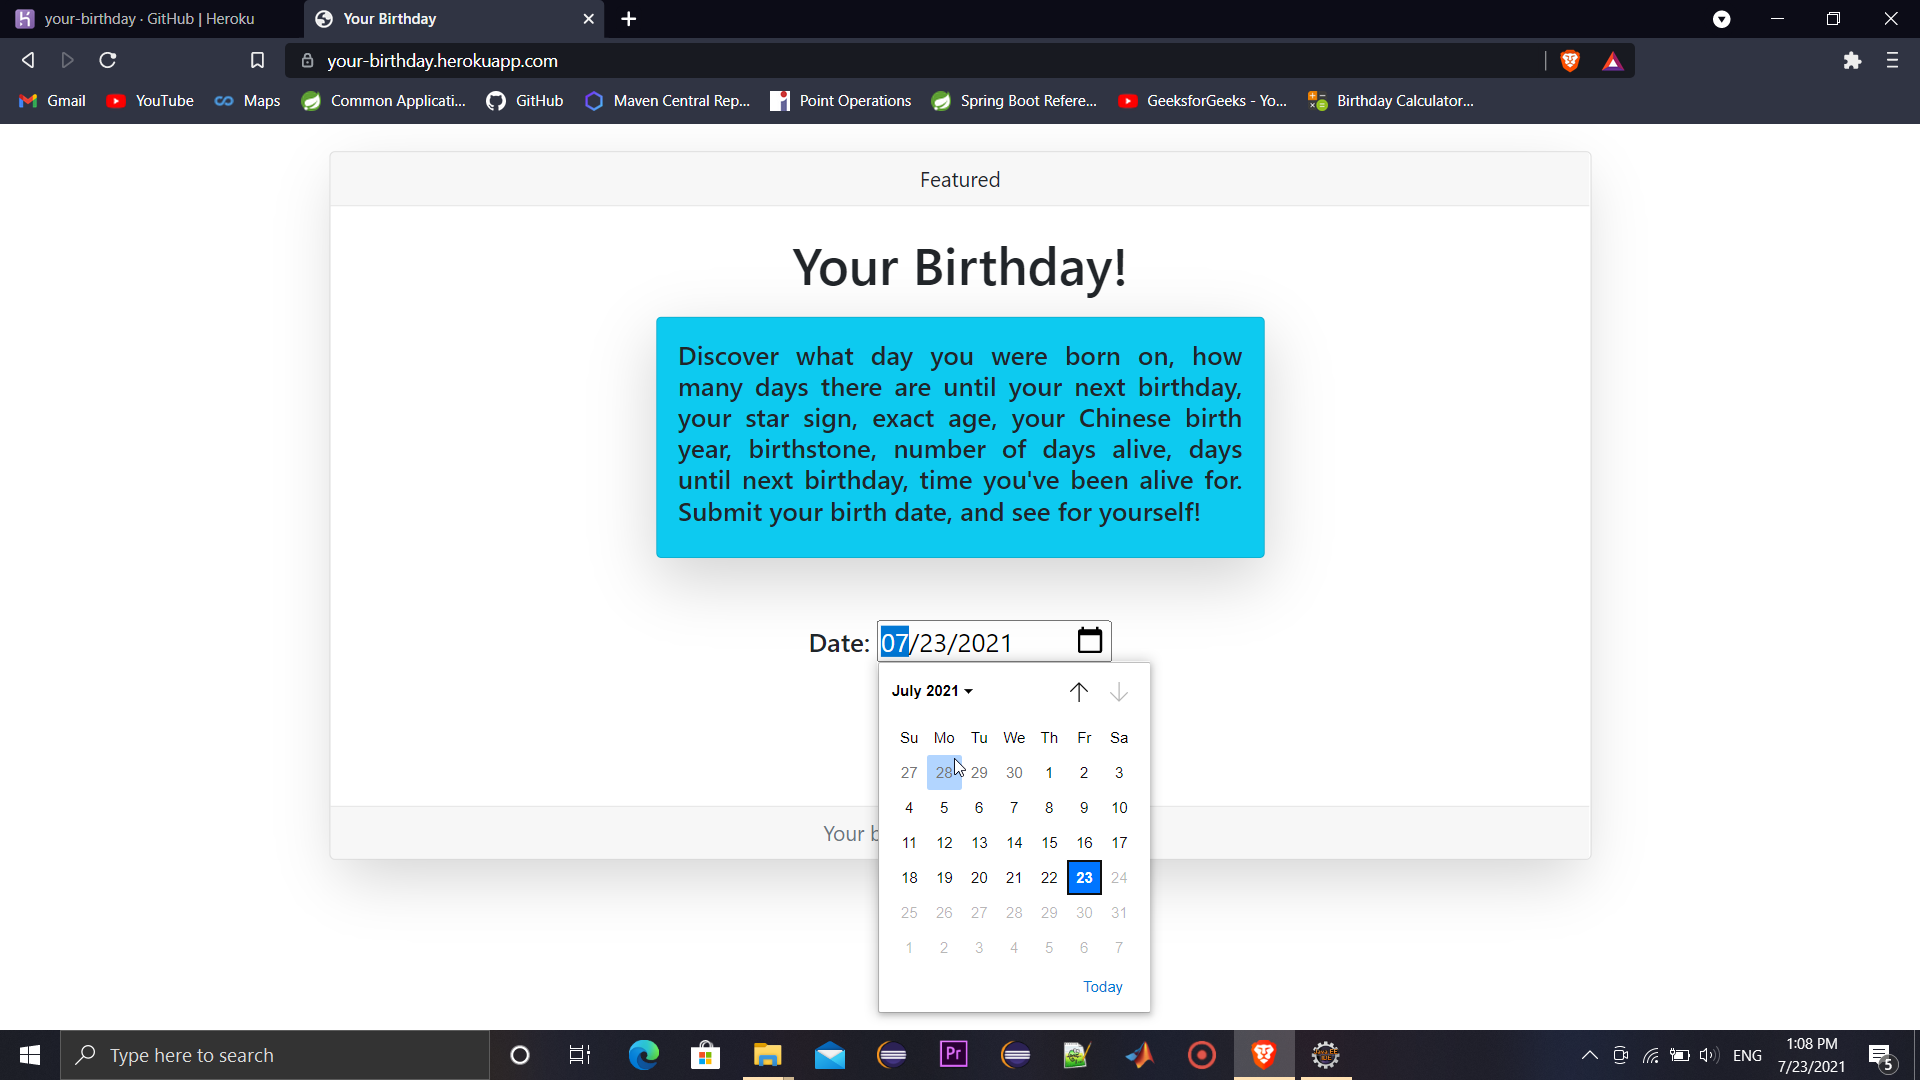 your-birthday · GitHub | Heroku
Your Birthday
your-birthday.herokuapp.com
Gmail
YouTube
Maps
Common Applicati...
GitHub
Maven Central Rep...
Point Operations
Spring Boot Refere...
GeeksforGeeks - Yo...
Birthday Calculator...
Featured
Your Birthday!
Discover what day you were born on, how
many days there are until your next birthday,
your star sign, exact age, your Chinese birth
year, birthstone, number of days alive, days
until next birthday, time you've been alive for.
Submit your birth date, and see for yourself!
Date: 07/23/2021
July 2021
Su Mo Tu We Th Fr Sa
27 28 29 30 1 2 3
4 5 6 7 8 9 10
11 12 13 14 15 16 17
18 19 20 21 22 23 24
25 26 27 28 29 30 31
1 2 3 4 5 6 7
Today
Your b
Type here to search
Pr
ENG
1:08 PM
7/23/2021
5